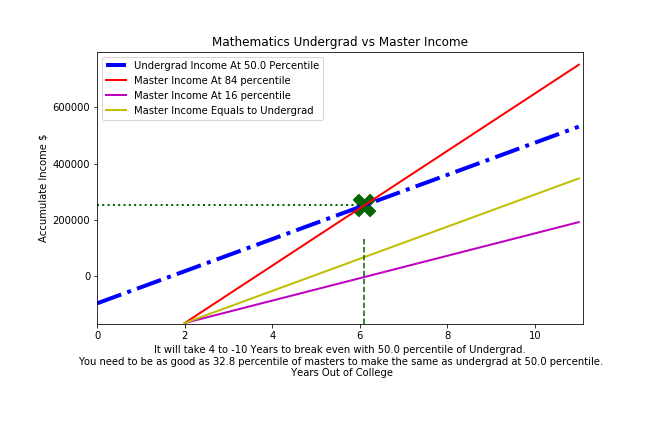 Mathematics Undergrad vs Master Income
Undergrad Income At 50.0 Percentile
Master Income At 84 percentile
Master Income At 16 percentile
Master Income Equals to Undergrad
Accumulate Income $
600000
400000
200000
0
0 2 4 6 8 10
It will take 4 to -10 Years to break even with 50.0 percentile of Undergrad.
You need to be as good as 32.8 percentile of masters to make the same as undergrad at 50.0 percentile.
Years Out of College